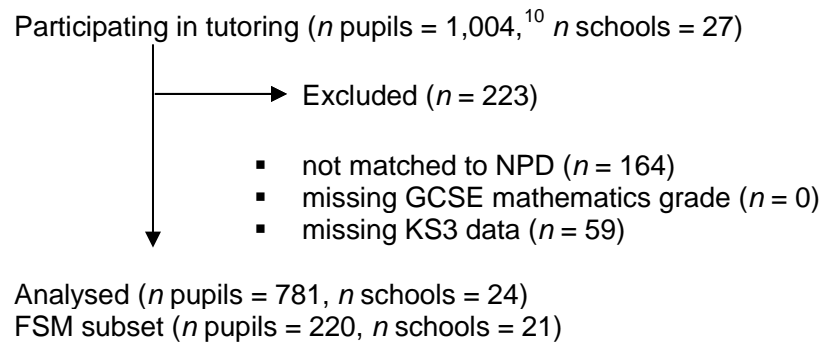 Participating in tutoring (n pupils = 1,004,10 n schools = 27)
Excluded (n = 223)
▪ not matched to NPD (n = 164)
▪ missing GCSE mathematics grade (n = 0)
▪ missing KS3 data (n = 59)
Analysed (n pupils = 781, n schools = 24)
FSM subset (n pupils = 220, n schools = 21)